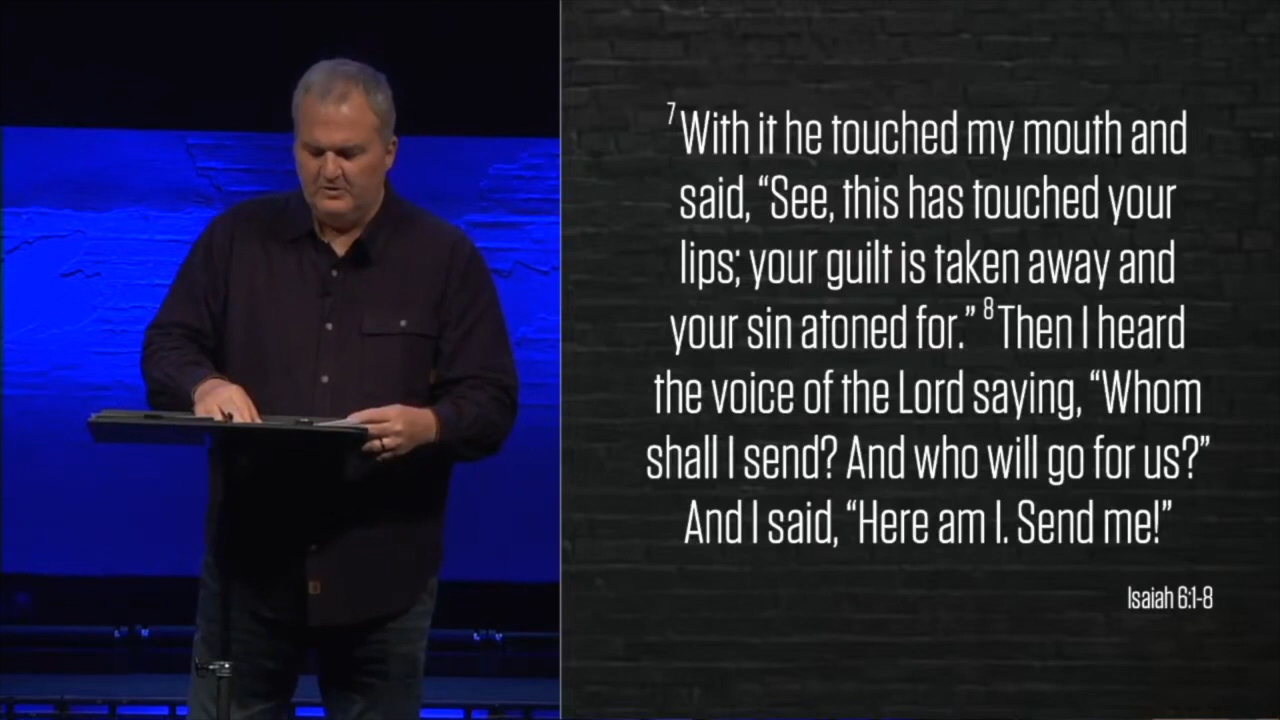 7 With it he touched my mouth and
said, “See, this has touched your
lips; your guilt is taken away and
your sin atoned for.” 8 Then I heard
the voice of the Lord saying, “Whom
shall I send? And who will go for us?”
And I said, “Here am I. Send me!”
Isaiah 6:1-8